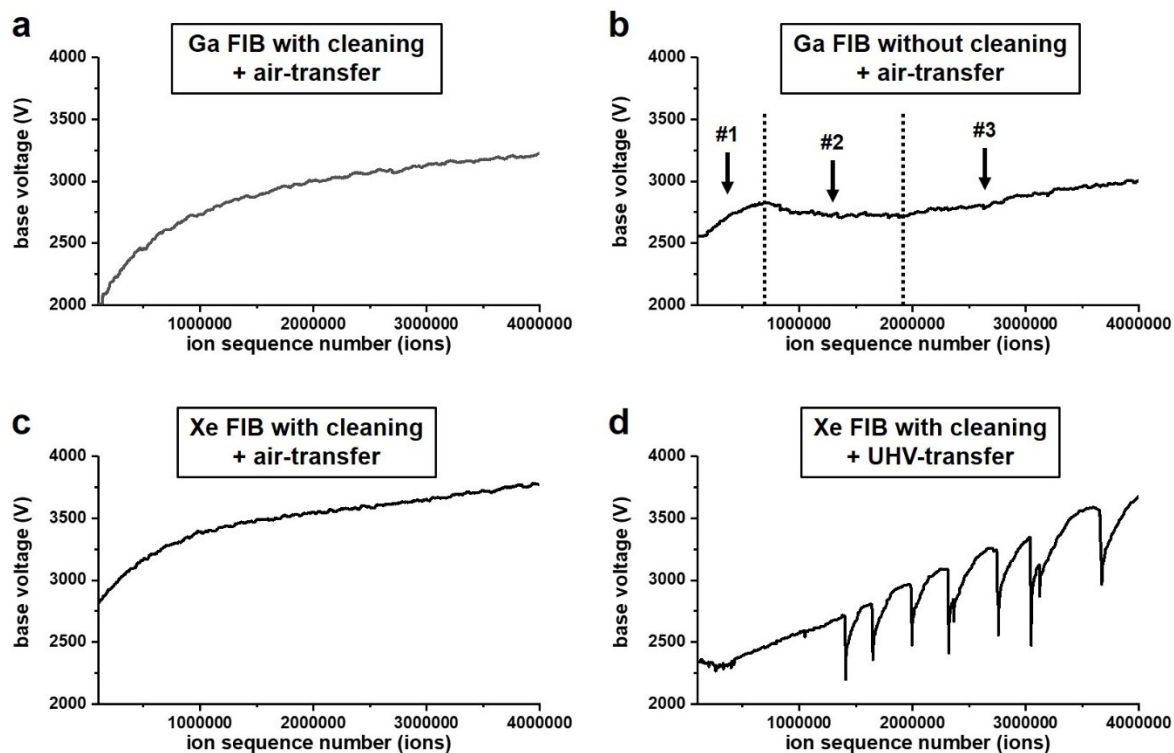 a
Ga FIB with cleaning
+ air-transfer
base voltage (V)
4000
3500
3000
2500
2000
1000000 2000000 3000000 4000000
ion sequence number (ions)
b
Ga FIB without cleaning
+ air-transfer
base voltage (V)
4000
3500
3000
2500
2000
#1
#2
#3
1000000 2000000 3000000 4000000
ion sequence number (ions)
c
Xe FIB with cleaning
+ air-transfer
base voltage (V)
4000
3500
3000
2500
2000
1000000 2000000 3000000 4000000
ion sequence number (ions)
d
Xe FIB with cleaning
+ UHV-transfer
base voltage (V)
4000
3500
3000
2500
2000
1000000 2000000 3000000 4000000
ion sequence number (ions)